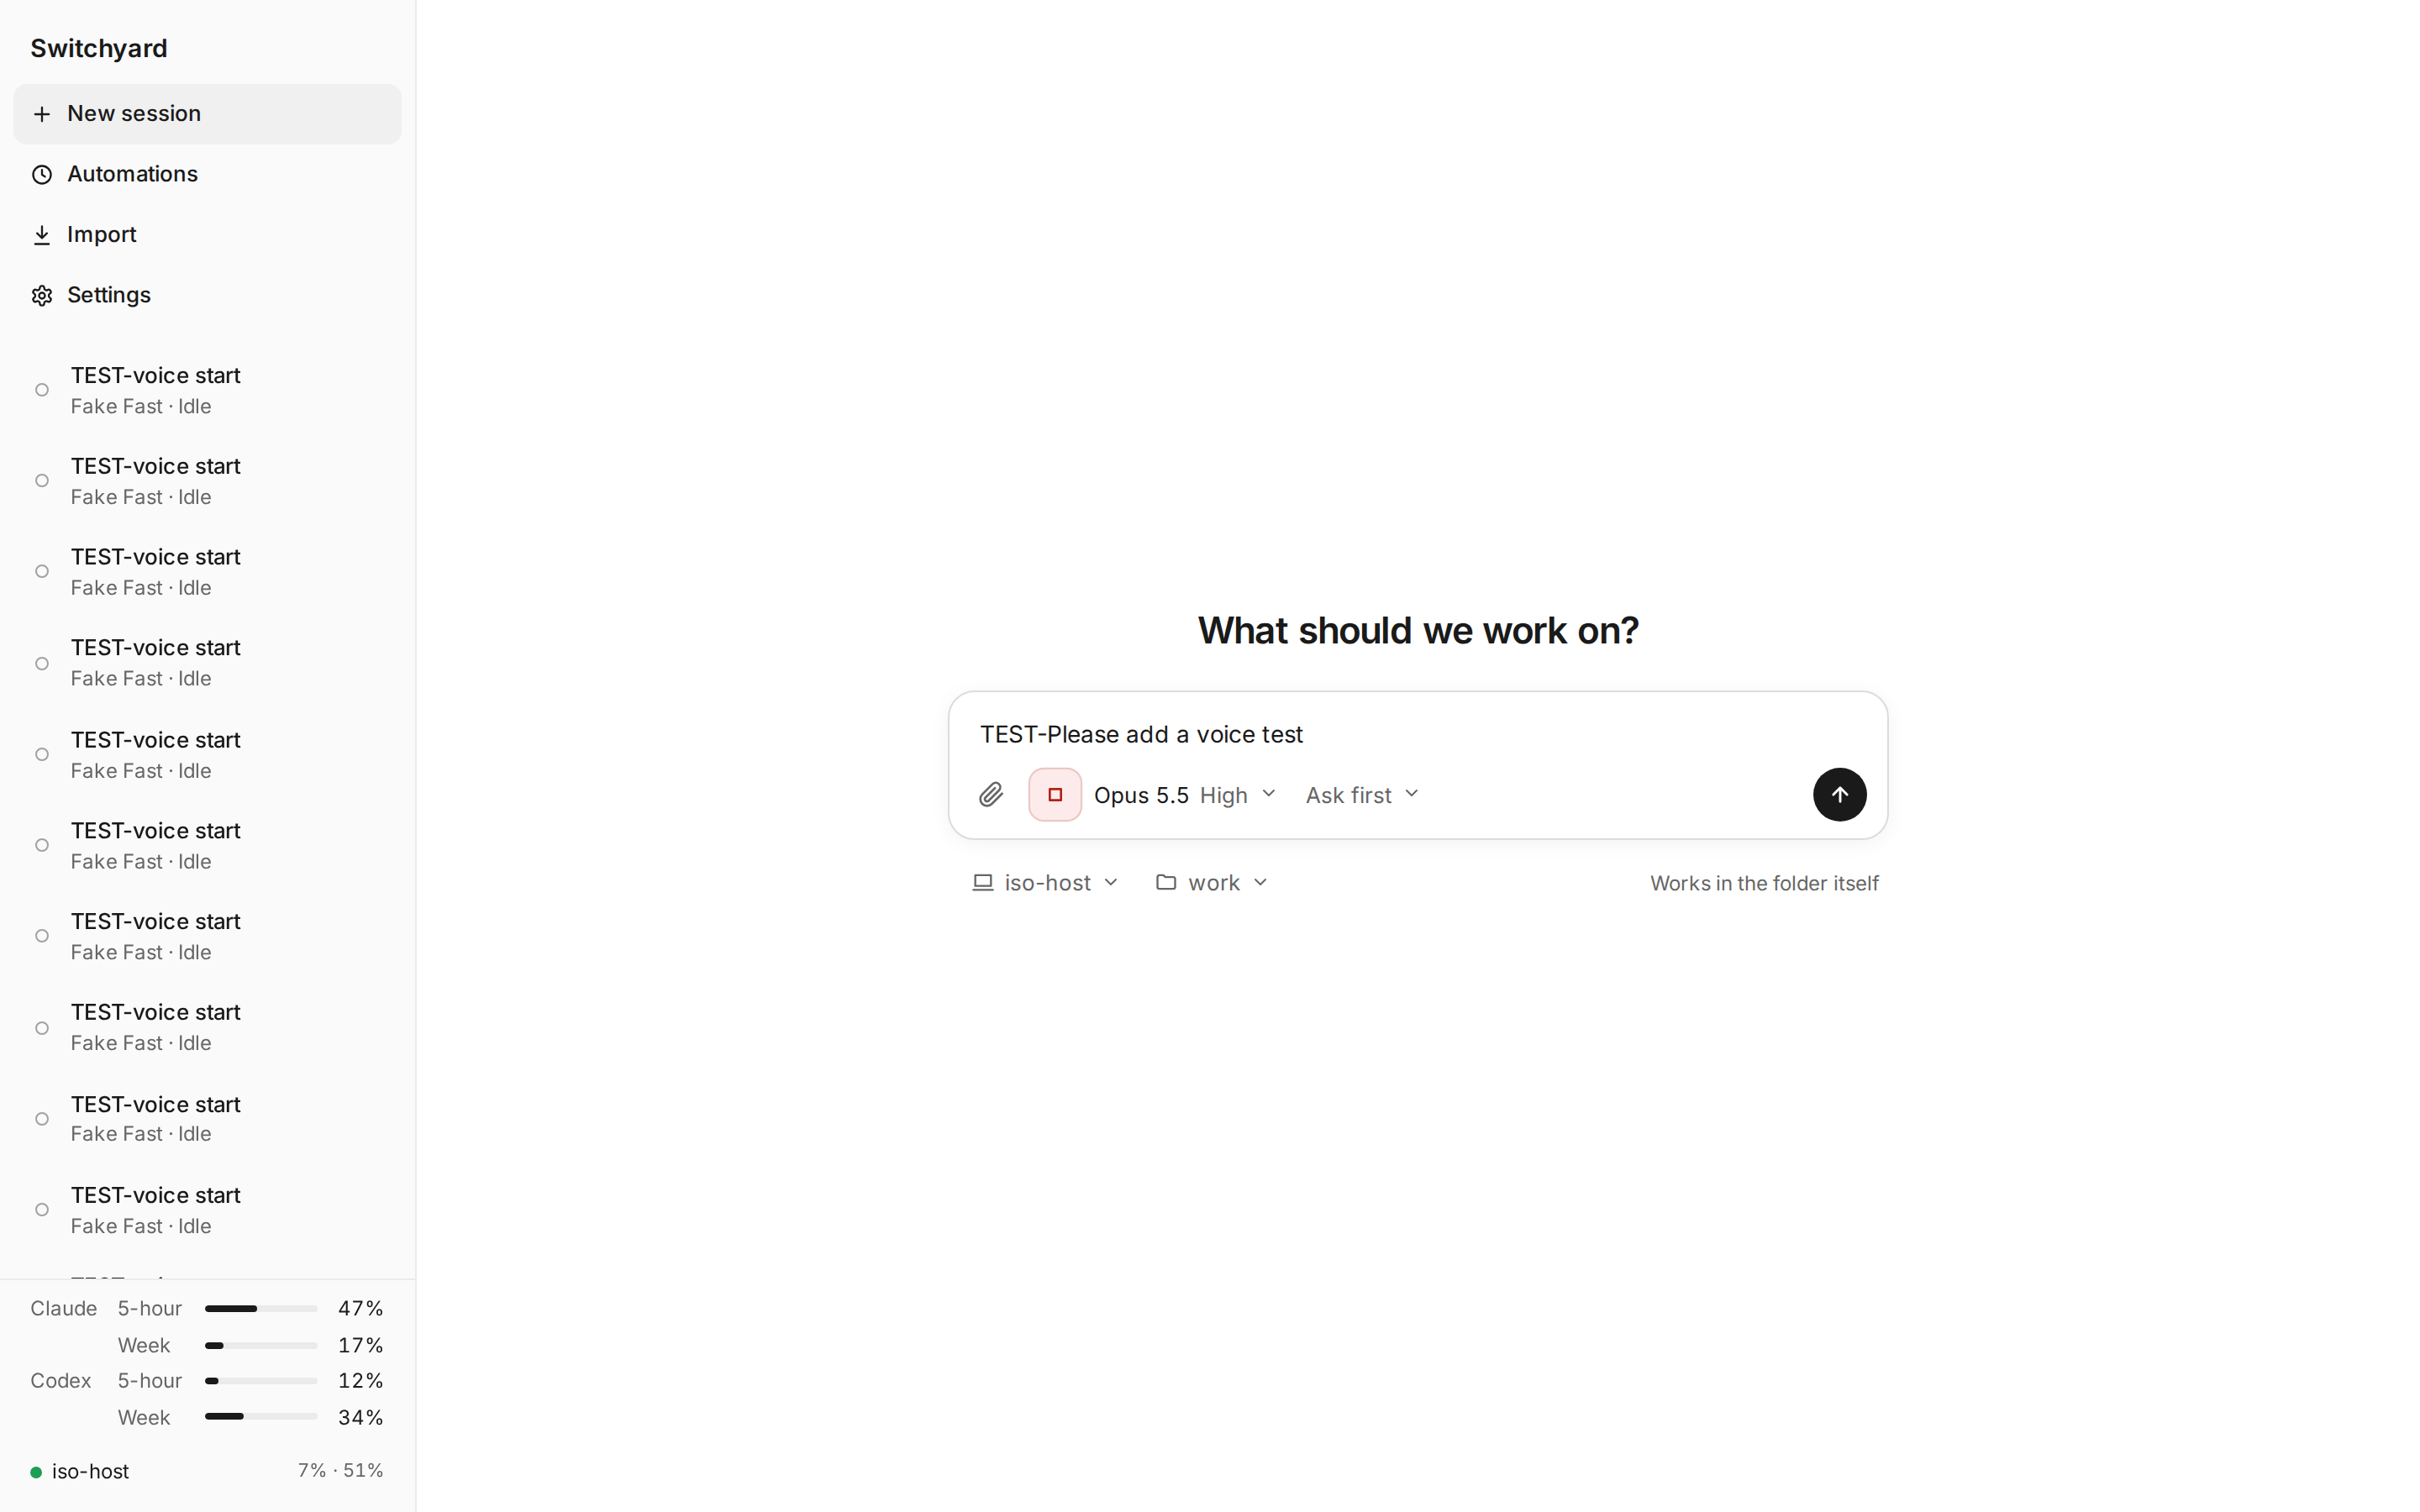 Switchyard
New session
Automations
Import
Settings
TEST-voice start
Fake Fast · Idle
TEST-voice start
Fake Fast · Idle
TEST-voice start
Fake Fast · Idle
TEST-voice start
Fake Fast · Idle
TEST-voice start
Fake Fast · Idle
TEST-voice start
Fake Fast · Idle
TEST-voice start
Fake Fast · Idle
TEST-voice start
Fake Fast · Idle
TEST-voice start
Fake Fast · Idle
TEST-voice start
Fake Fast · Idle
Claude 5-hour 47%
Week 17%
Codex 5-hour 12%
Week 34%
iso-host 7% · 51%
What should we work on?
TEST-Please add a voice test
Opus 5.5 High Ask first
iso-host work Works in the folder itself